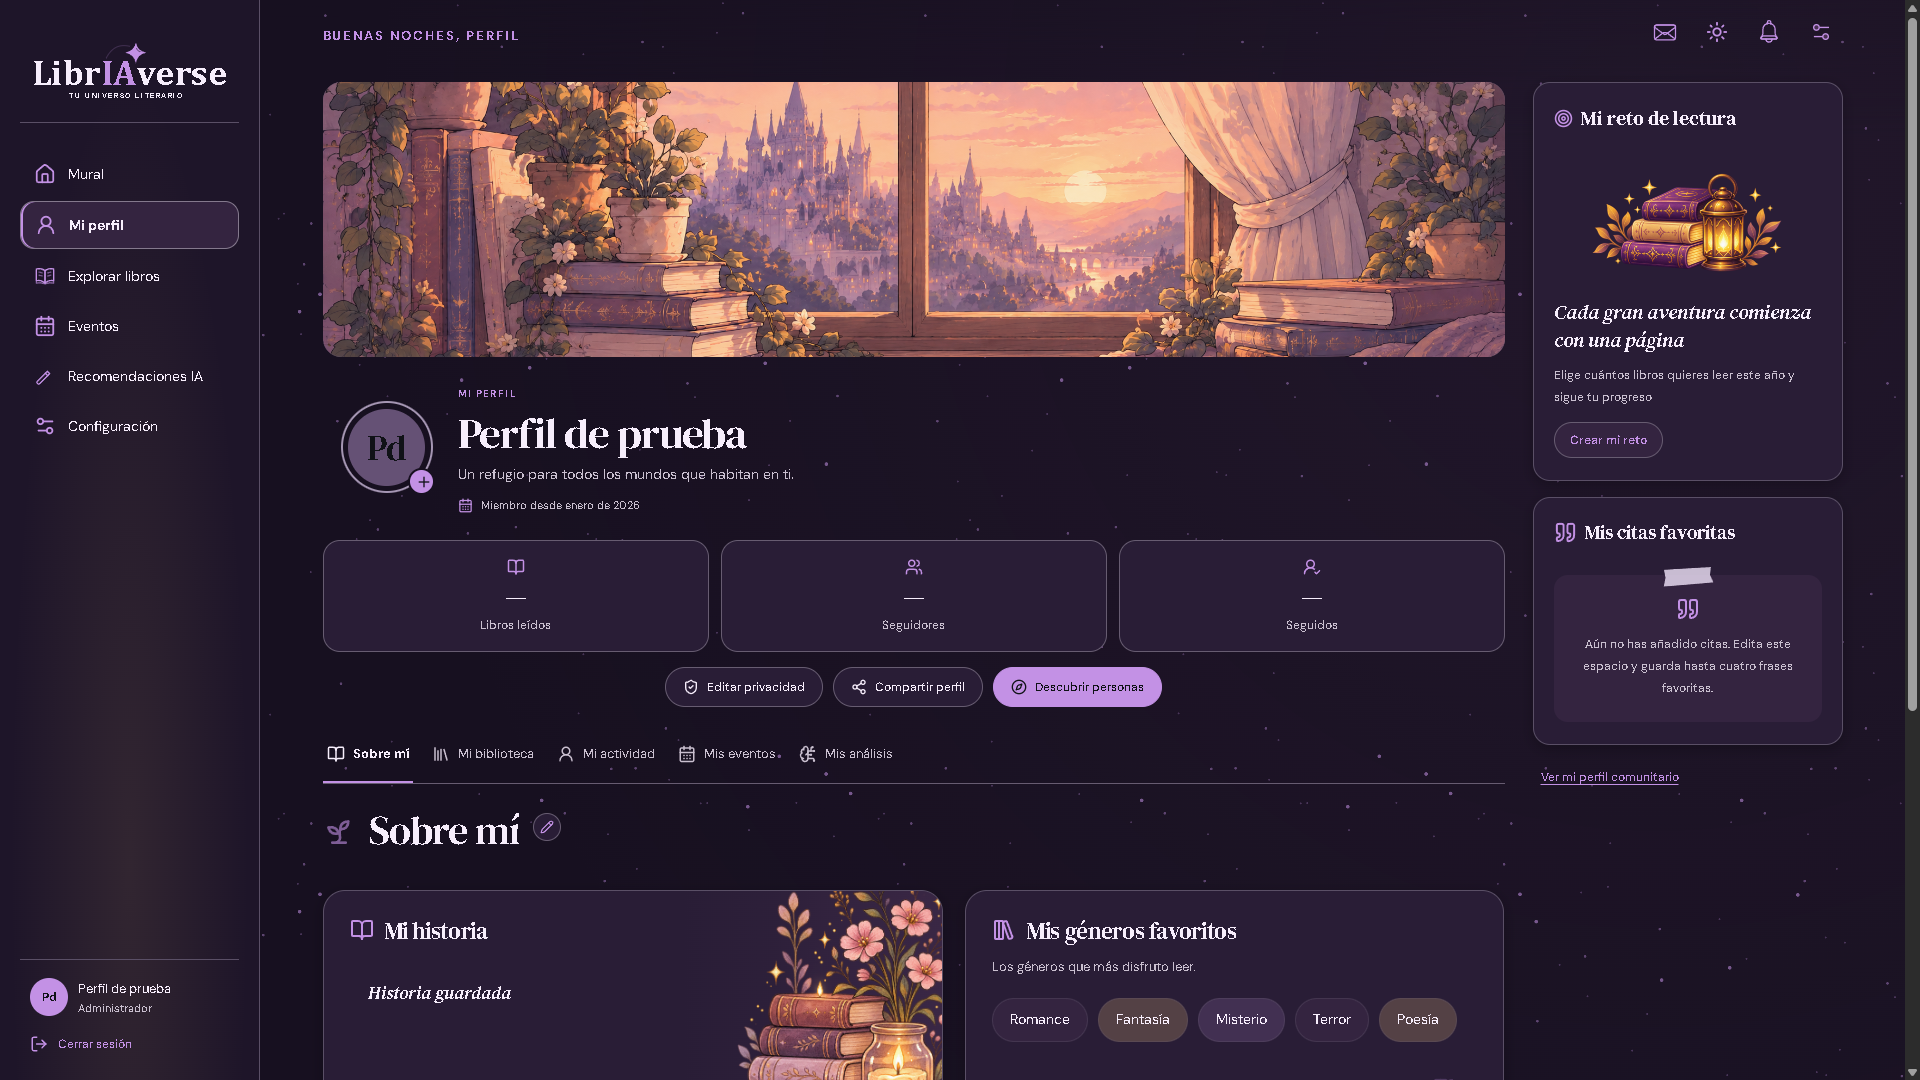 LibrIAverse
TU UNIVERSO LITERARIO
Mural
Mi perfil
Explorar libros
Eventos
Recomendaciones IA
Configuración
Pd
Perfil de prueba
Administrador
Cerrar sesión
BUENAS NOCHES, PERFIL
MI PERFIL
Pd
Perfil de prueba
Un refugio para todos los mundos que habitan en ti.
Miembro desde enero de 2026
—
Libros leídos
—
Seguidores
—
Seguidos
Editar privacidad
Compartir perfil
Descubrir personas
Sobre mí
Mi biblioteca
Mi actividad
Mis eventos
Mis análisis
Sobre mí
Mi historia
Historia guardada
Mis géneros favoritos
Los géneros que más disfruto leer.
Romance
Fantasía
Misterio
Terror
Poesía
Mi reto de lectura
Cada gran aventura comienza
con una página
Elige cuántos libros quieres leer este año y
sigue tu progreso
Crear mi reto
Mis citas favoritas
Aún no has añadido citas. Edita este
espacio y guarda hasta cuatro frases
favoritas.
Ver mi perfil comunitario